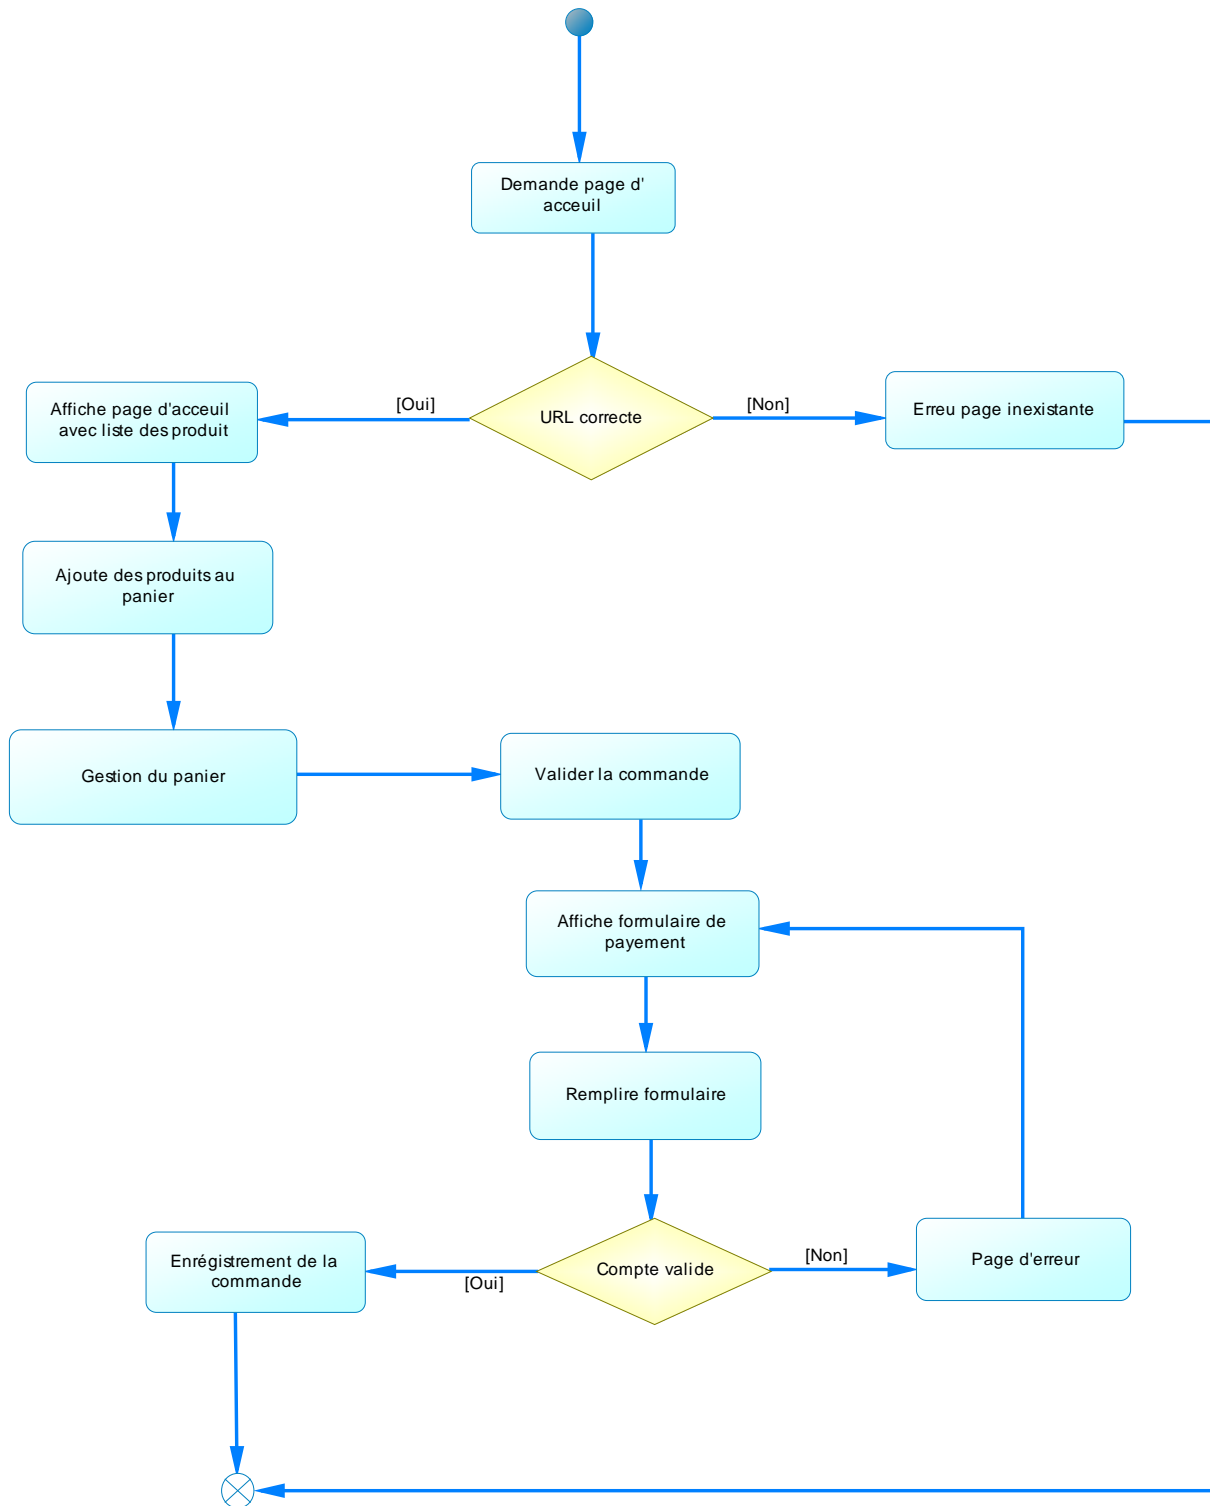 Demande page d'
acceuil
[Oui]
URL correcte
[Non]
Affiche page d'acceuil
avec liste des produit
Erreu page inexistante
Ajoute des produits au
panier
Gestion du panier
Valider la commande
Affiche formulaire de
payement
Remplire formulaire
Enrégistrement de la
commande
[Oui]
Compte valide
[Non]
Page d'erreur